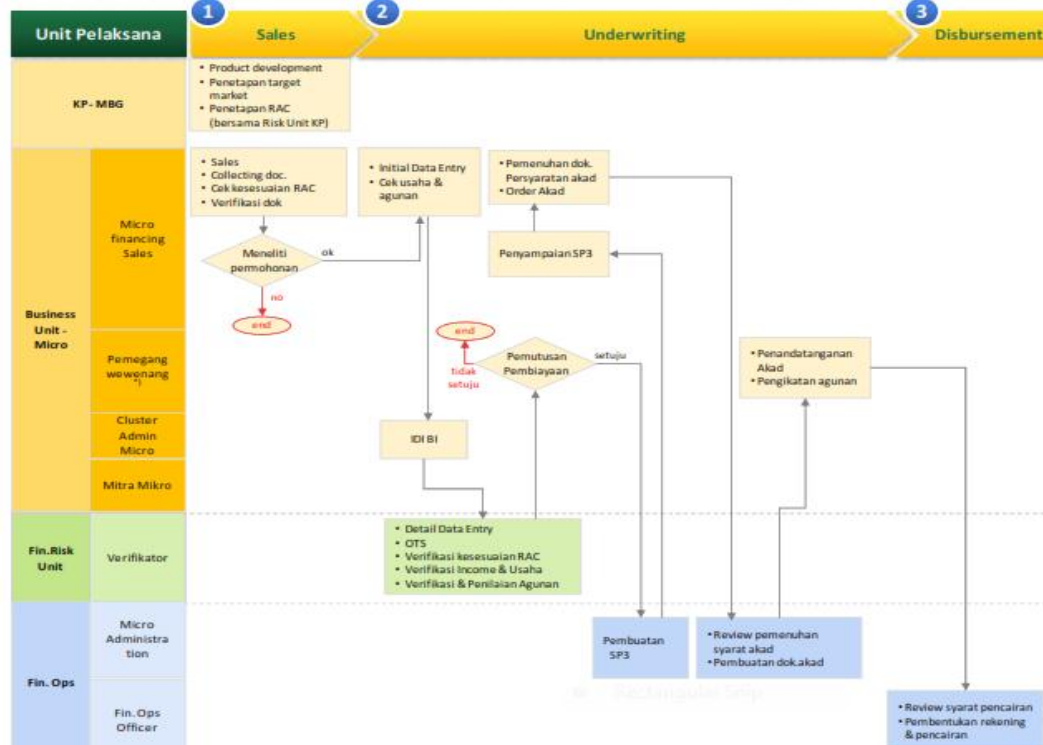 1
2
3
Unit Pelaksana
Sales
Underwriting
Disbursement
KP- MBG
• Product development
• Penetapan target
market
• Penetapan RAC
(bersama Risk Unit KP)
Business
Unit -
Micro
Micro
financing
Sales
• Sales
• Collecting doc.
• Cek kesesuaian RAC
• Verifikasi dok
• Initial Data Entry
• Cek usaha &
agunan
• Pemenuhan dok.
Persyaratan akad
• Order Akad
Meneliti
permohonan
ok
no
end
Penyampaian SP3
Pemegang
wewenang
*)
end
tidak
setuju
Pemutusan
Pembiayaan
setuju
• Penandatanganan
Akad
• Pengikatan agunan
Cluster
Admin
Micro
IDI BI
Mitra Mikro
Fin.Risk
Unit
Verifikator
• Detail Data Entry
• OTS
• Verifikasi kesesuaian RAC
• Verifikasi Income & Usaha
• Verifikasi & Penilaian Agunan
Fin. Ops
Micro
Administra
tion
Pembuatan
SP3
• Review pemenuhan
syarat akad
• Pembuatan dok.akad
Rectangular Snip
Fin. Ops
Officer
• Review syarat pencairan
• Pembentukan rekening
& pencairan